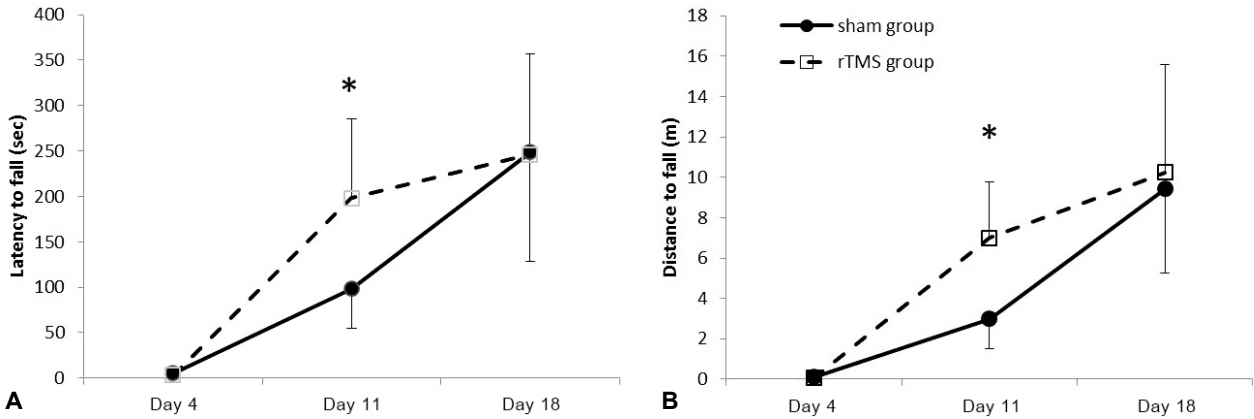 400
350
300
250
200
150
100
50
0
Latency to fall (sec)
*
Day 4 Day 11 Day 18
A
sham group
rTMS group
18
16
14
12
10
8
6
4
2
0
Distance to fall (m)
*
Day 4 Day 11 Day 18
B